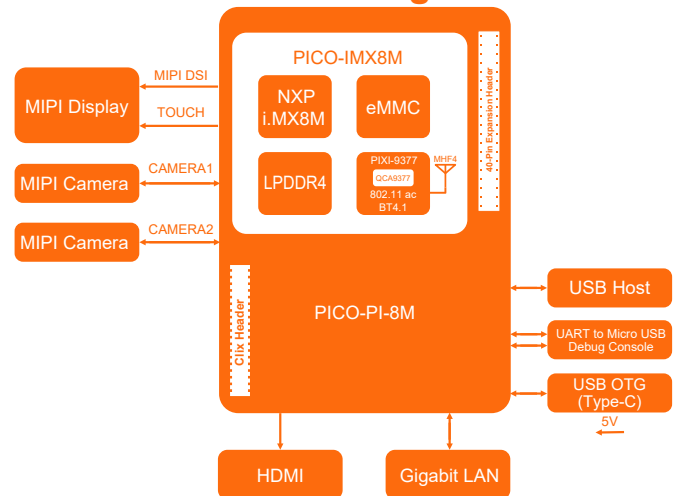 PICO-IMX8M
NXP
i.MX8M
eMMC
LPDDR4
PIXI-9377
QCA9377
802.11 ac
BT4.1
MHF4
40-Pin Expansion Header
MIPI Display
MIPI DSI
TOUCH
MIPI Camera
CAMERA1
MIPI Camera
CAMERA2
Clix Header
PICO-PI-8M
USB Host
UART to Micro USB
Debug Console
USB OTG
(Type-C)
5V
HDMI
Gigabit LAN